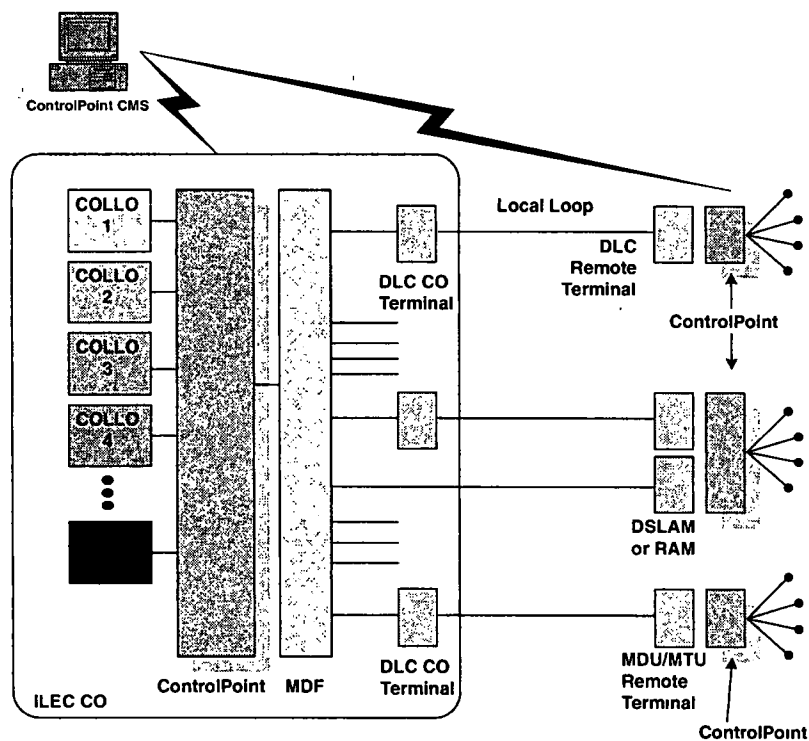 ControlPoint CMS
COLLO
1
COLLO
2
COLLO
3
COLLO
4
Local Loop
DLC CO
Terminal
DLC
Remote
Terminal
ControlPoint
DSLAM
or RAM
DLC CO
Terminal
MDU/MTU
Remote
Terminal
ControlPoint
MDF
ILEC CO
ControlPoint